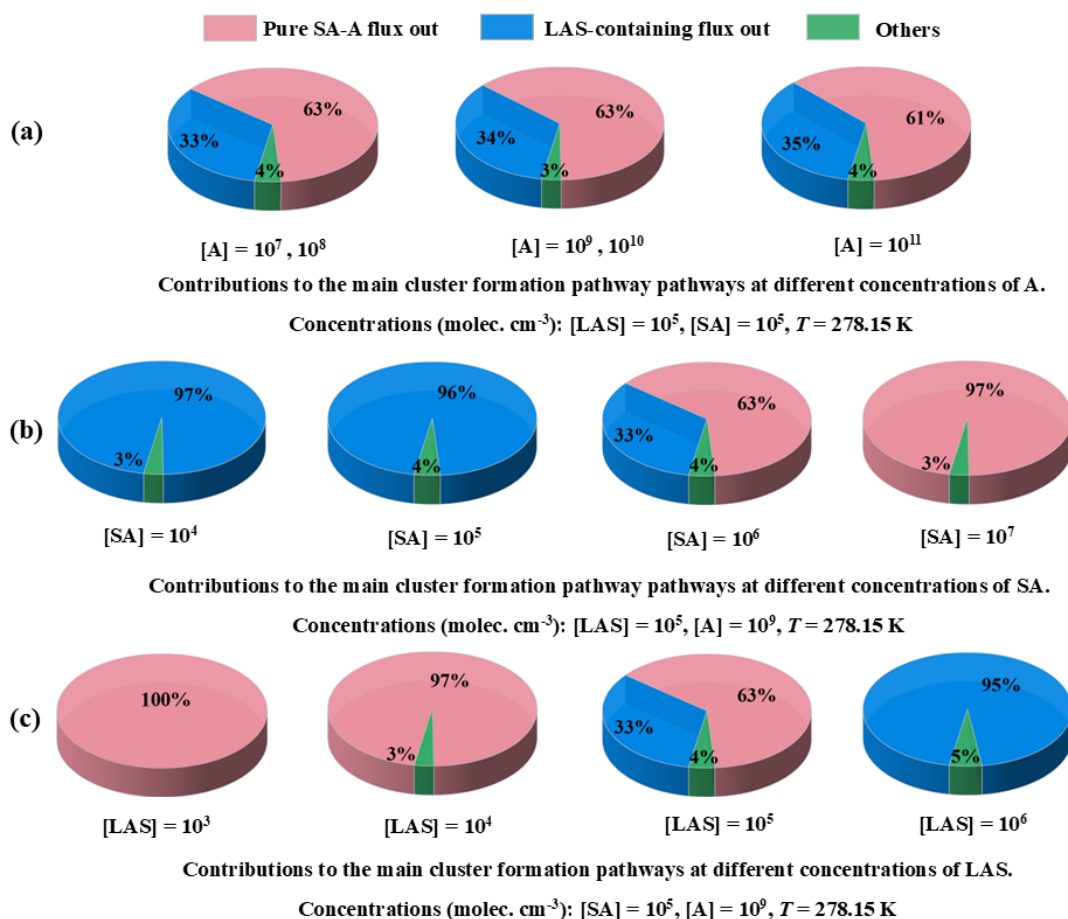 Pure SA-A flux out LAS-containing flux out Others
(a)
63% 33% 4%
63% 34% 3%
61% 35% 4%
[A] = 10⁷ , 10⁸ [A] = 10⁹ , 10¹⁰ [A] = 10¹¹
Contributions to the main cluster formation pathway pathways at different concentrations of A.
Concentrations (molec. cm⁻³): [LAS] = 10⁵, [SA] = 10⁵, T = 278.15 K
(b)
97% 3%
96% 4%
63% 33% 4%
97% 3%
[SA] = 10⁴ [SA] = 10⁵ [SA] = 10⁶ [SA] = 10⁷
Contributions to the main cluster formation pathway pathways at different concentrations of SA.
Concentrations (molec. cm⁻³): [LAS] = 10⁵, [A] = 10⁹, T = 278.15 K
(c)
100%
97% 3%
63% 33% 4%
95% 5%
[LAS] = 10³ [LAS] = 10⁴ [LAS] = 10⁵ [LAS] = 10⁶
Contributions to the main cluster formation pathways at different concentrations of LAS.
Concentrations (molec. cm⁻³): [SA] = 10⁵, [A] = 10⁹, T = 278.15 K